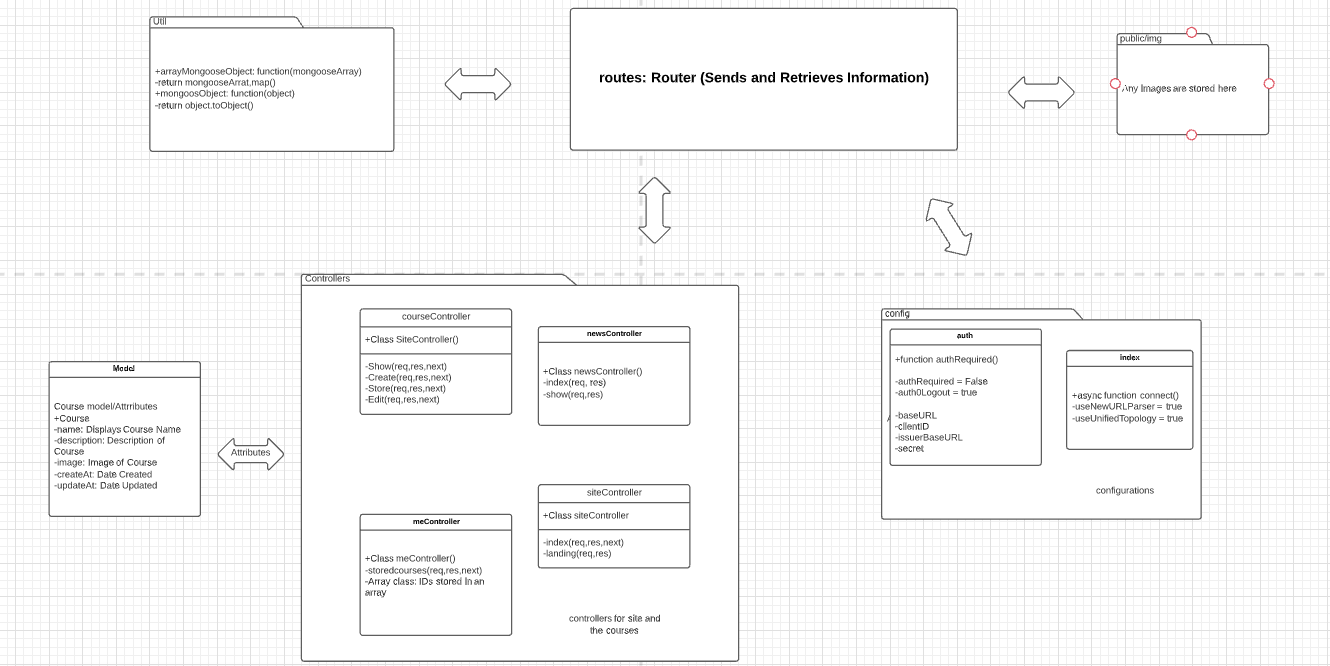 Util
+arrayMongooseObject: function(mongooseArray)
-return mongooseArrat,map()
+mongoosObject: function(object)
-return object.toObject()
routes: Router (Sends and Retrieves Information)
public/img
Any Images are stored here
Controllers
courseController
+Class SiteController()
-Show(req,res,next)
-Create(req,res,next)
-Store(req,res,next)
-Edit(req,res,next)
newsController
+Class newsController()
-index(req, res)
-show(req,res)
siteController
+Class siteController
-index(req,res,next)
-landing(req,res)
meController
+Class meController()
-storedcourses(req,res,next)
-Array class: IDs stored in an
array
controllers for site and
the courses
Model
Course model/Attrributes
+Course
-name: Displays Course Name
-description: Description of
Course
-image: Image of Course
-createAt: Date Created
-updateAt: Date Updated
Attributes
config
auth
+function authRequired()
-authRequired = False
-auth0Logout = true
-baseURL
-clientID
-issuerBaseURL
-secret
index
+async function connect()
-useNewURLParser = true
-useUnifiedTopology = true
configurations